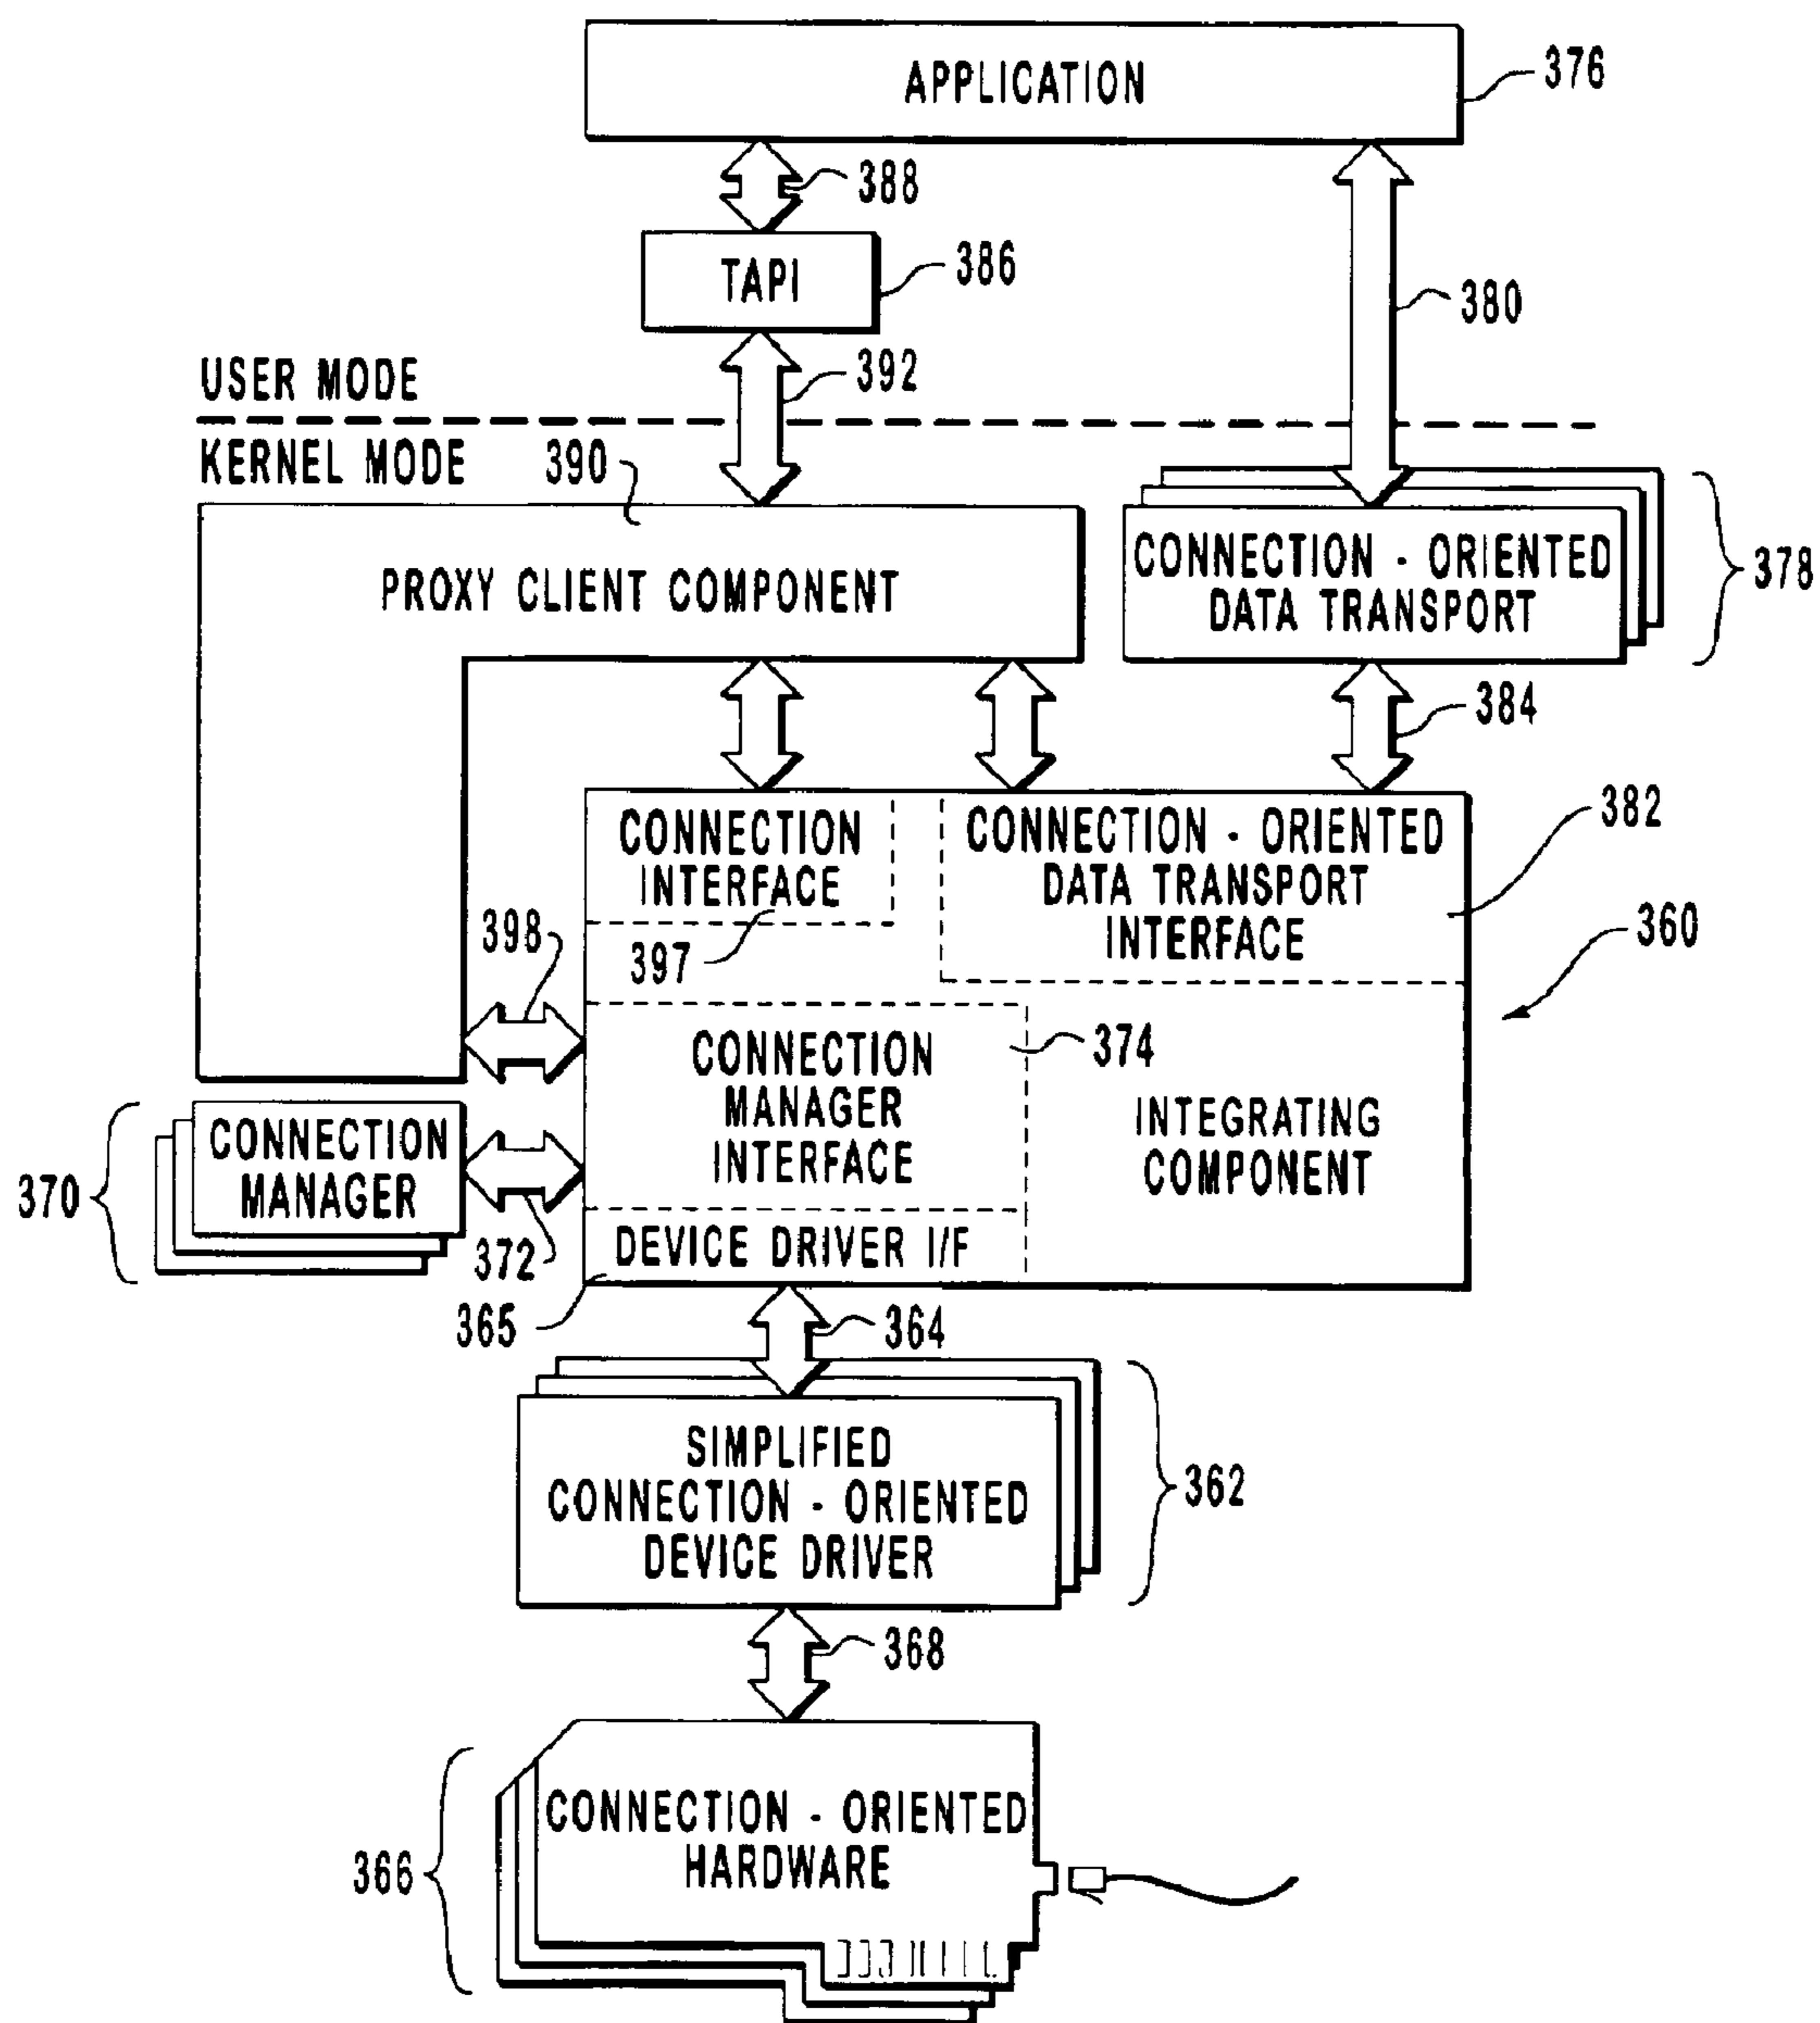 APPLICATION
376
388
TAPI
386
380
392
USER MODE
KERNEL MODE
390
PROXY CLIENT COMPONENT
CONNECTION - ORIENTED
DATA TRANSPORT
378
384
CONNECTION
INTERFACE
397
CONNECTION - ORIENTED
DATA TRANSPORT
INTERFACE
382
360
398
CONNECTION
MANAGER
INTERFACE
374
INTEGRATING
COMPONENT
370
CONNECTION
MANAGER
372
DEVICE DRIVER I/F
365
364
SIMPLIFIED
CONNECTION - ORIENTED
DEVICE DRIVER
362
368
CONNECTION - ORIENTED
HARDWARE
366